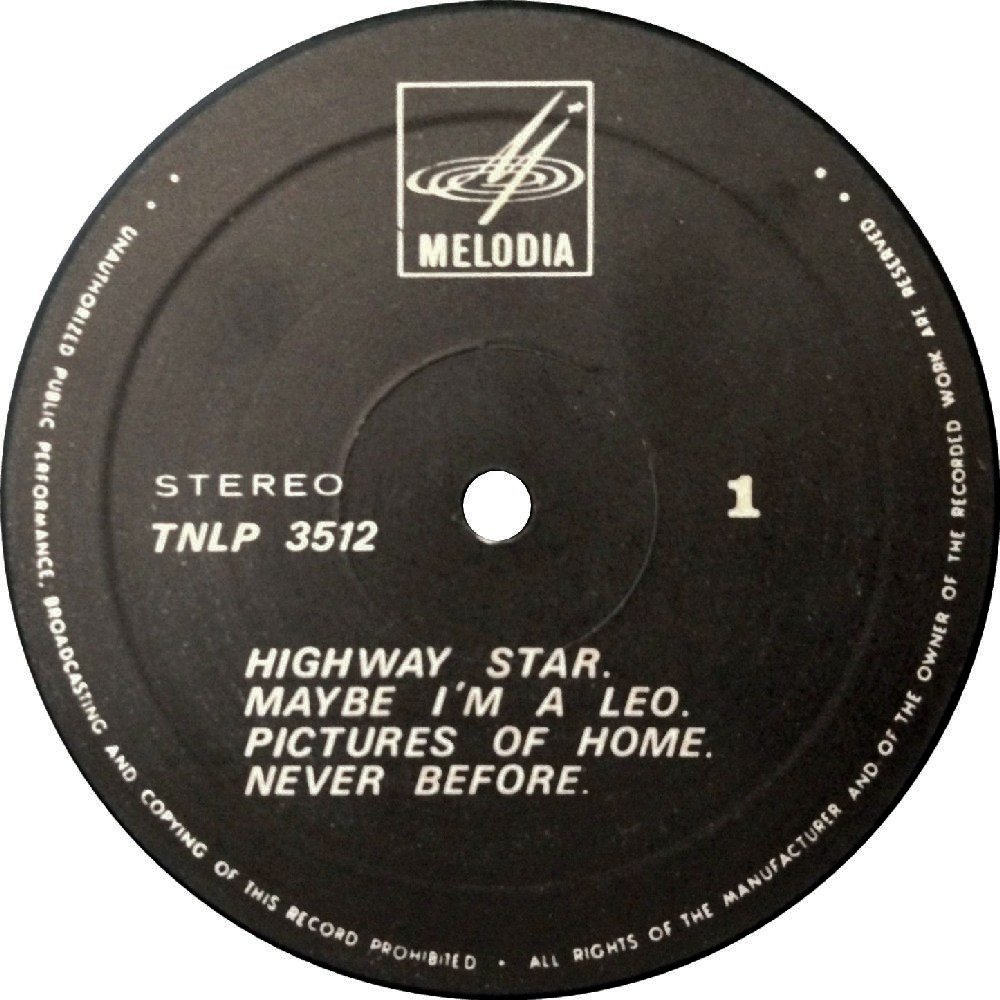 MELODIA
STEREO
TNLP 3512
1
HIGHWAY STAR.
MAYBE I'M A LEO.
PICTURES OF HOME.
NEVER BEFORE.
UNAUTHORIZED PUBLIC PERFORMANCE, BROADCASTING AND COPYING OF THIS RECORD PROHIBITED • ALL RIGHTS OF THE MANUFACTURER AND OF THE OWNER OF THE RECORDED WORK ARE RESERVED